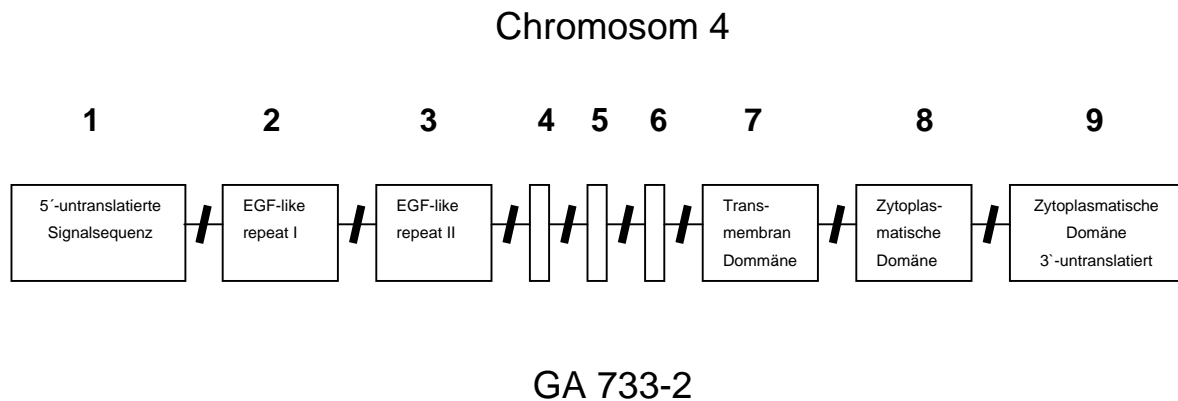 Chromosom 4
1 2 3 4 5 6 7 8 9
5´-untranslatierte
Signalsequenz
EGF-like
repeat I
EGF-like
repeat II
Trans-
membran
Dommäne
Zytoplas-
matische
Domäne
Zytoplasmatische
Domäne
3`-untranslatiert
GA 733-2